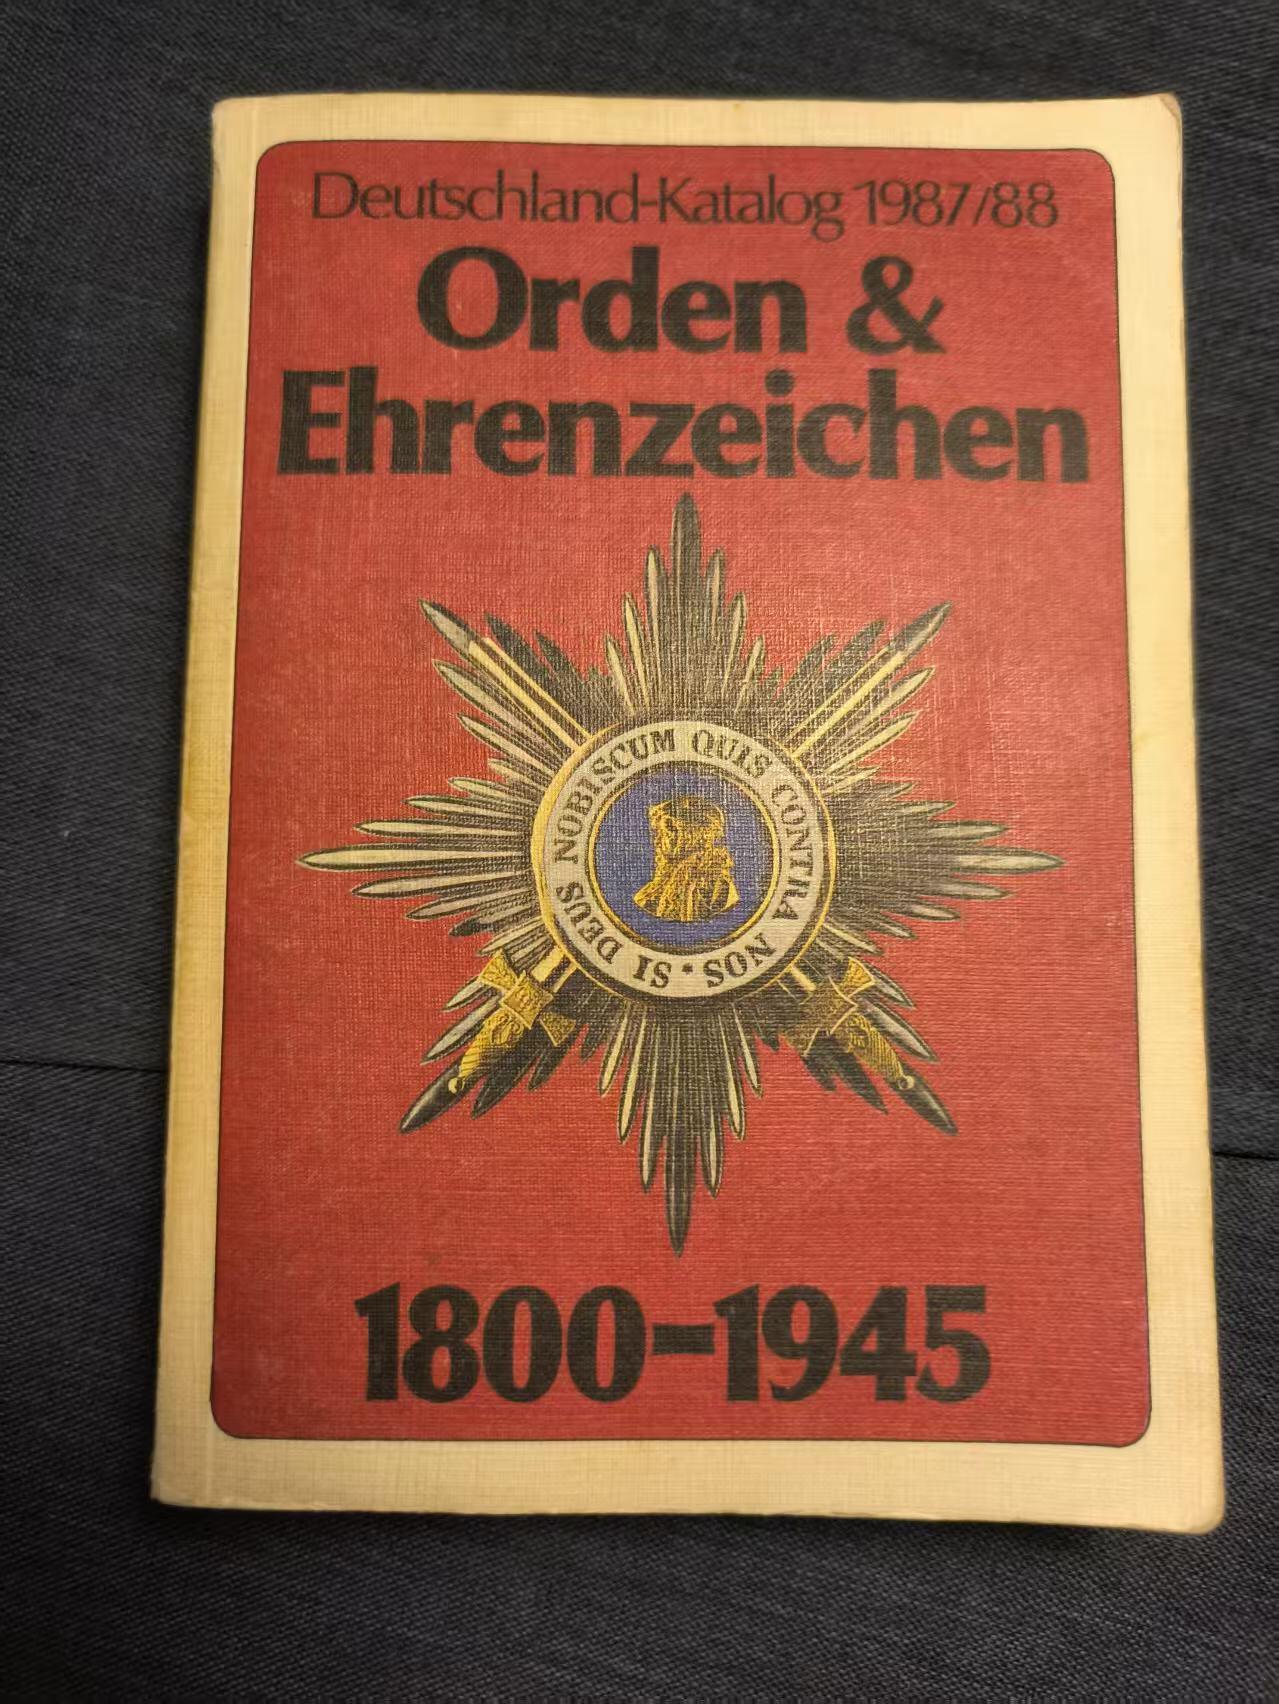 Deutschland-Katalog 1987/88
Orden &
Ehrenzeichen
SI DEUS NOBISCUM QUIS CONTRA NOS
1800-1945